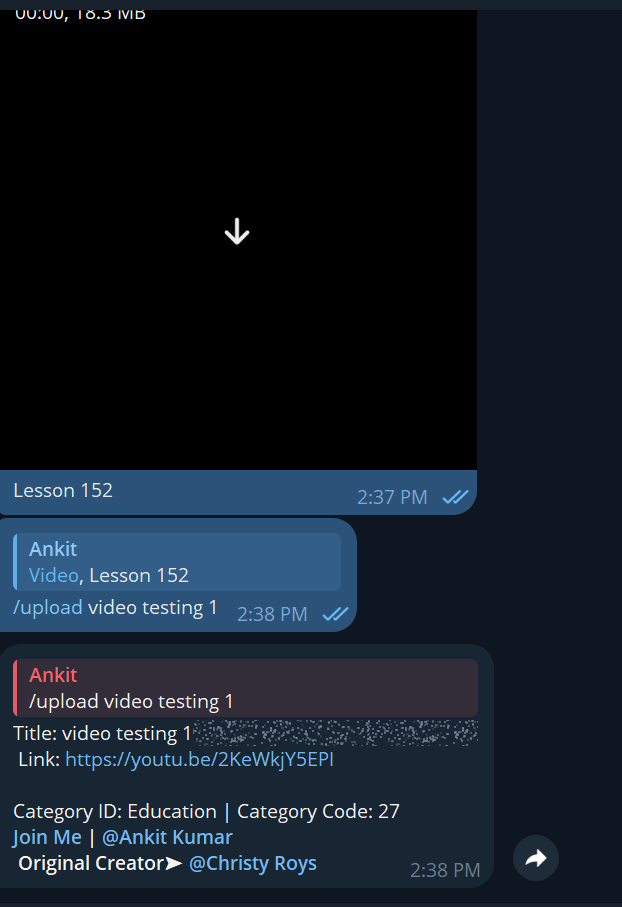 00:00, 18.3 MB
Lesson 152
2:37 PM
Ankit
Video, Lesson 152
/upload video testing 1
2:38 PM
Ankit
/upload video testing 1
Title: video testing 1
Link: https://youtu.be/2KeWkjY5EPI
Category ID: Education | Category Code: 27
Join Me | @Ankit Kumar
Original Creator➤ @Christy Roys
2:38 PM